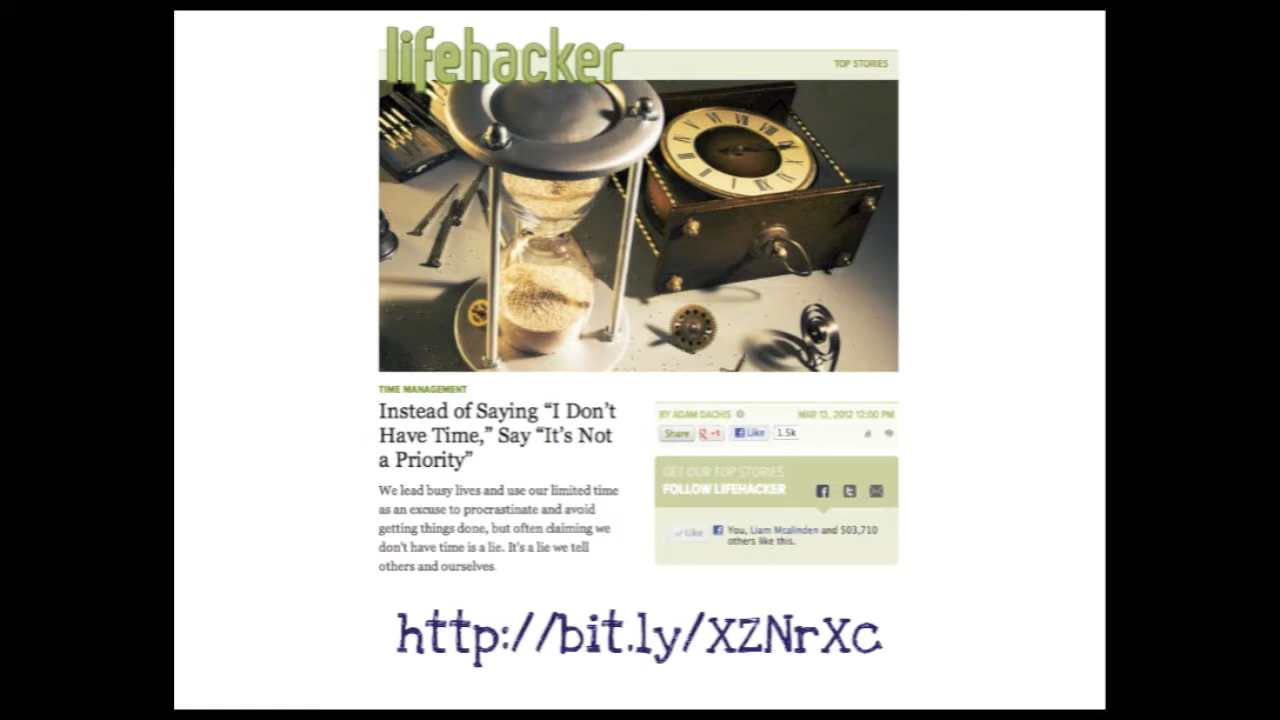 lifehacker
TOP STORIES
TIME MANAGEMENT
Instead of Saying “I Don’t
Have Time,” Say “It’s Not
a Priority”
We lead busy lives and use our limited time
as an excuse to procrastinate and avoid
getting things done, but often claiming we
don't have time is a lie. It's a lie we tell
others and ourselves.
BY ADAM DACHIS
MAR 13, 2012 12:00 PM
Share +1 Like 1.5k
GET OUR TOP STORIES
FOLLOW LIFEHACKER
Like You, Liam Mcalinden and 503,710
others like this.
http://bit.ly/XZNrXc